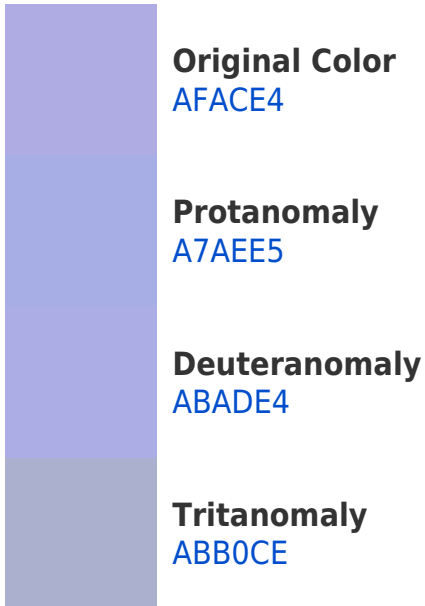 Original Color
AFACE4
Protanomaly
A7AEE5
Deuteranomaly
ABADE4
Tritanomaly
ABB0CE